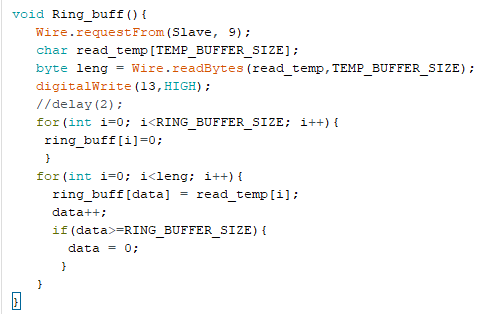 void Ring_buff(){
Wire.requestFrom(Slave, 9);
char read_temp[TEMP_BUFFER_SIZE];
byte leng = Wire.readBytes(read_temp,TEMP_BUFFER_SIZE);
digitalWrite(13,HIGH);
//delay(2);
for(int i=0; i<RING_BUFFER_SIZE; i++){
ring_buff[i]=0;
}
for(int i=0; i<leng; i++){
ring_buff[data] = read_temp[i];
data++;
if(data>=RING_BUFFER_SIZE){
data = 0;
}
}
}